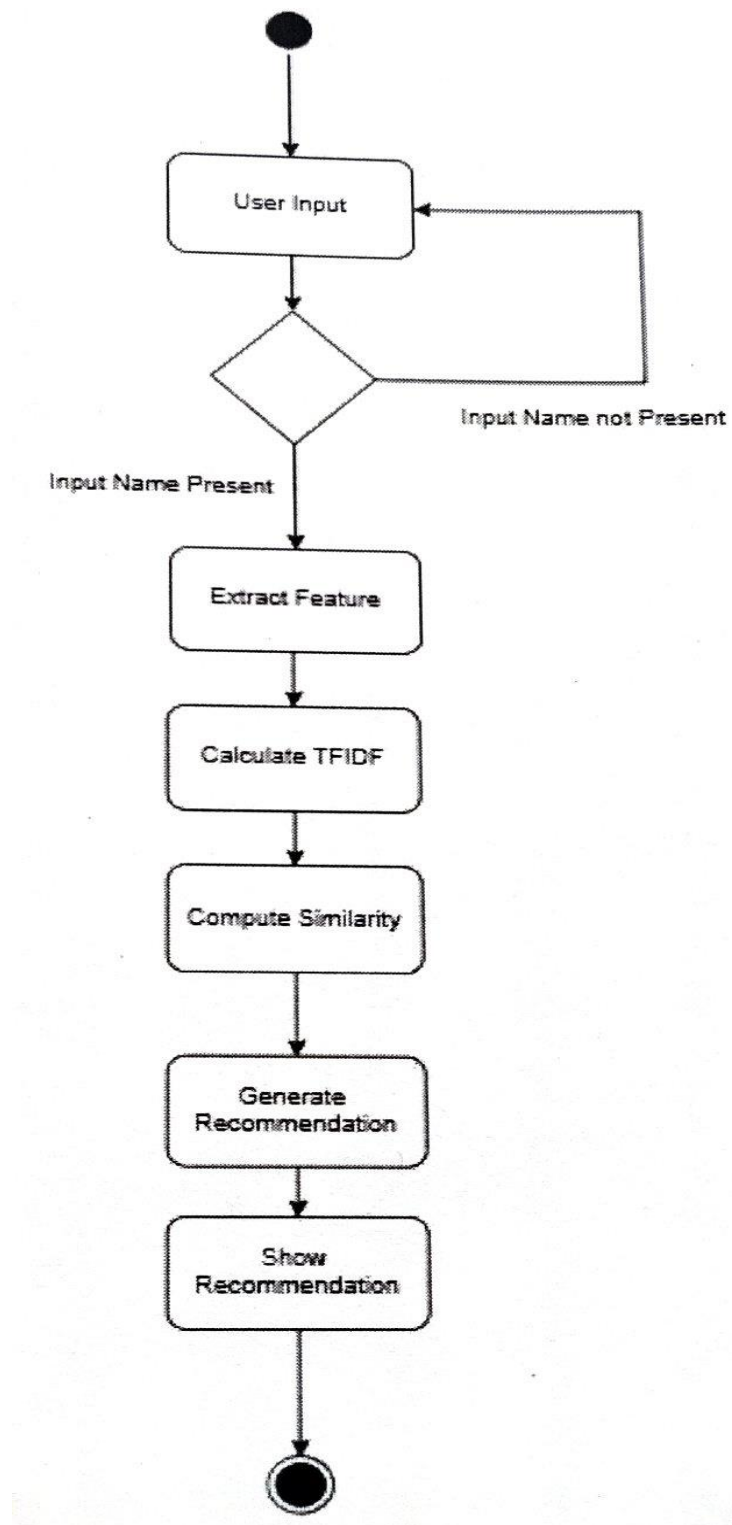 User Input
Input Name not Present
Input Name Present
Extract Feature
Calculate TFIDF
Compute Similarity
Generate
Recommendation
Show
Recommendation